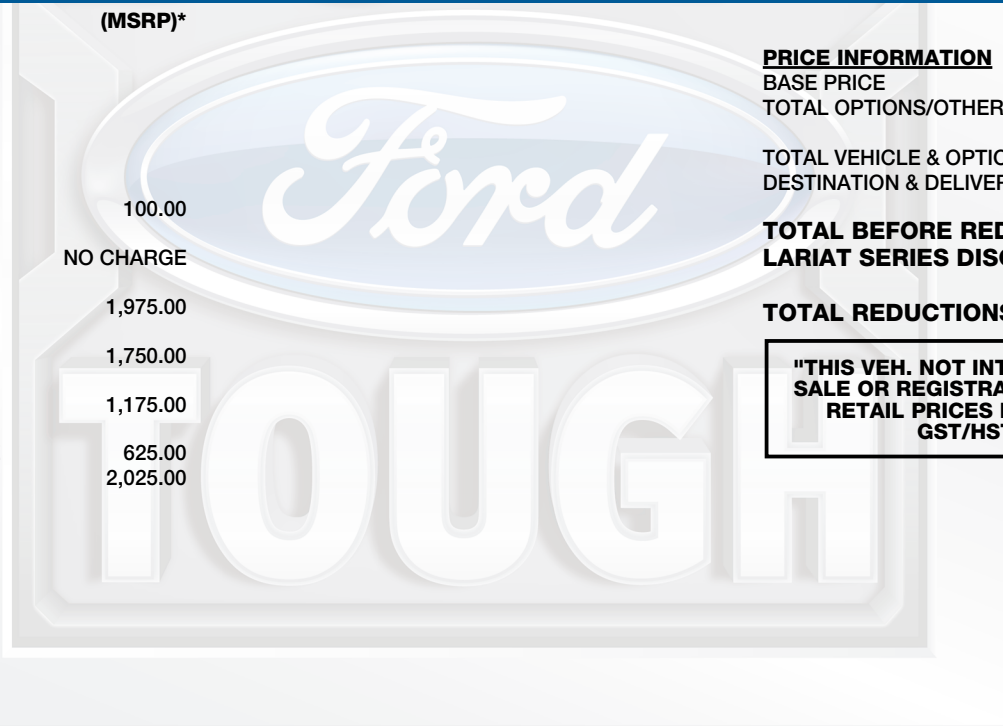 (MSRP)*
100.00
NO CHARGE
1,975.00
1,750.00
1,175.00
625.00
2,025.00
Ford
TOUGH
PRICE INFORMATION
BASE PRICE
TOTAL OPTIONS/OTHER
TOTAL VEHICLE & OPTIO
DESTINATION & DELIVER
TOTAL BEFORE RED
LARIAT SERIES DISC
TOTAL REDUCTIONS
"THIS VEH. NOT INT
SALE OR REGISTRA
RETAIL PRICES
GST/HST